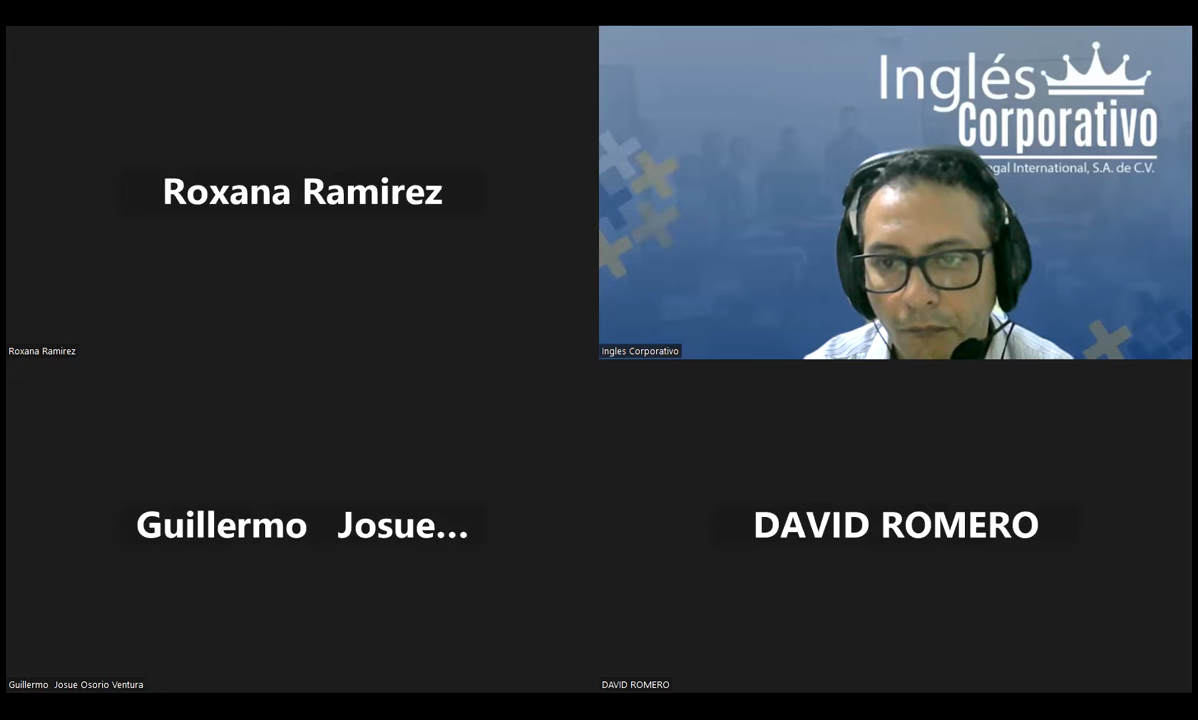 Roxana Ramirez
Roxana Ramirez
Inglés
Corporativo
gal International, S.A. de C.V.
Ingles Corporativo
Guillermo Josue...
Guillermo Josue Osorio Ventura
DAVID ROMERO
DAVID ROMERO